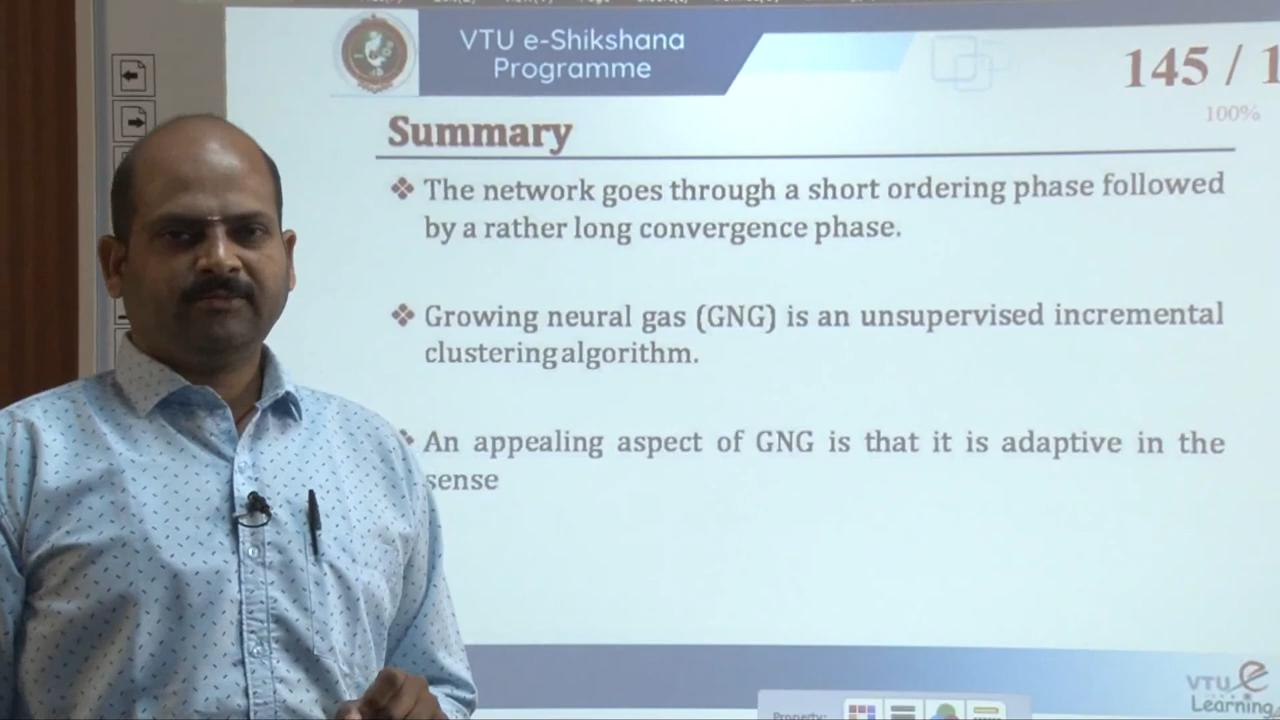 VTU e-Shikshana
Programme
145 / 1
100%
Summary
The network goes through a short ordering phase followed
by a rather long convergence phase.
Growing neural gas (GNG) is an unsupervised incremental
clustering algorithm.
An appealing aspect of GNG is that it is adaptive in the
sense
VTU e
Learning
Property: